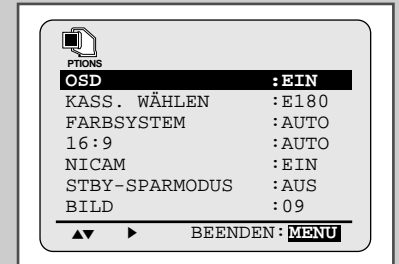 PTIONS
OSD :EIN
KASS. WÄHLEN :E180
FARBSYSTEM :AUTO
16:9 :AUTO
NICAM :EIN
STBY-SPARMODUS :AUS
BILD :09
▲▼ ► BEENDEN:MENU